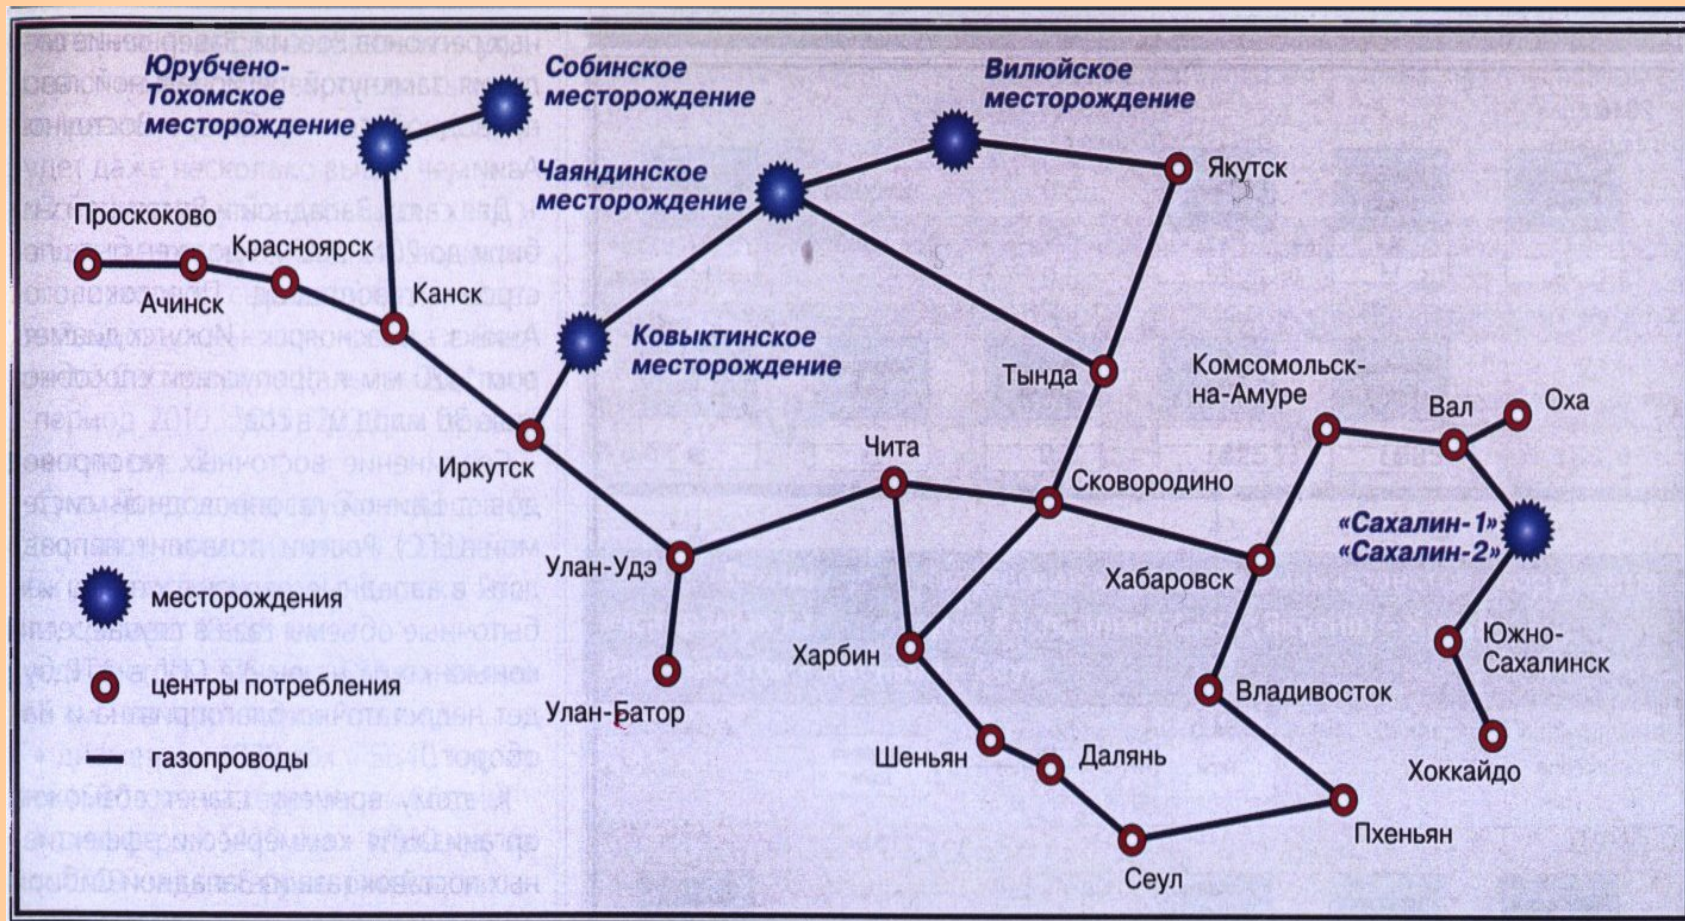 Юрубчено-
Тохомское
месторождение
Собинское
месторождение
Вилюйское
месторождение
Чаяндинское
месторождение
Якутск
Проскоково
Красноярск
Ачинск
Канск
Ковыктинское
месторождение
Тында
Комсомольск-
на-Амуре
Вал
Оха
Иркутск
Чита
Сковородино
«Сахалин-1»
«Сахалин-2»
Улан-Удэ
Хабаровск
месторождения
Харбин
Южно-
Сахалинск
центры потребления
Улан-Батор
Владивосток
газопроводы
Шеньян
Далянь
Хоккайдо
Пхеньян
Сеул